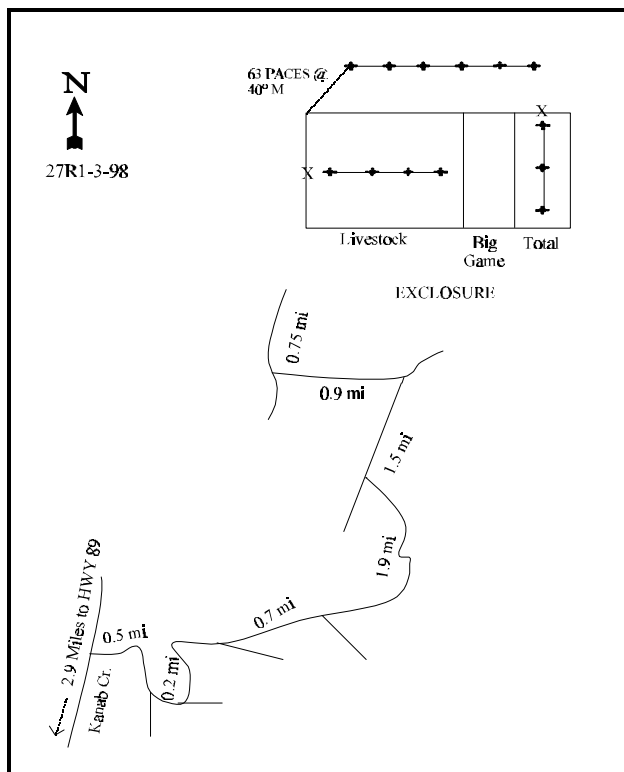 63 PACES @
40° M
N
27R1-3-98
X
X
Livestock
Big
Game
Total
EXCLOSURE
0.75 mi
0.9 mi
1.5 mi
1.9 mi
0.7 mi
0.5 mi
0.2 mi
2.9 Miles to HWY 89
Kanab Cr.